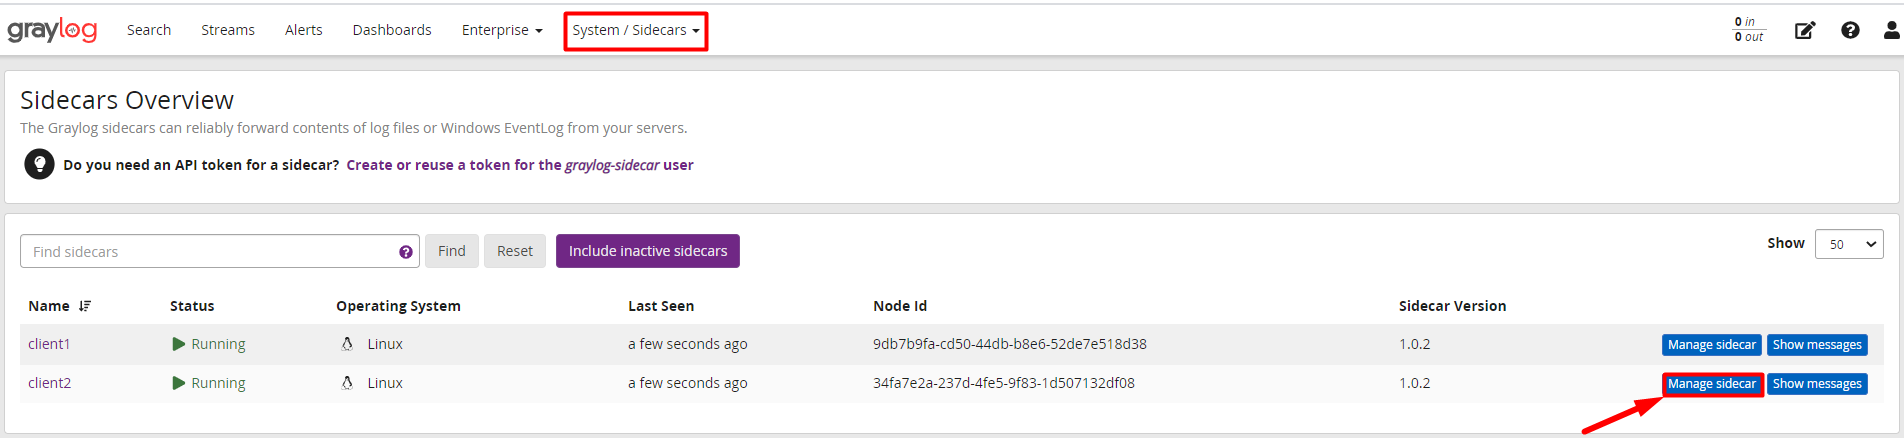 graylog Search Streams Alerts Dashboards Enterprise System / Sidecars 0 in
0 out
Sidecars Overview
The Graylog sidecars can reliably forward contents of log files or Windows EventLog from your servers.
Do you need an API token for a sidecar? Create or reuse a token for the graylog-sidecar user
Find sidecars Find Reset Include inactive sidecars Show 50
Name Status Operating System Last Seen Node Id Sidecar Version
client1 Running Linux a few seconds ago 9db7b9fa-cd50-44db-b8e6-52de7e518d38 1.0.2 Manage sidecar Show messages
client2 Running Linux a few seconds ago 34fa7e2a-237d-4fe5-9f83-1d507132df08 1.0.2 Manage sidecar Show messages